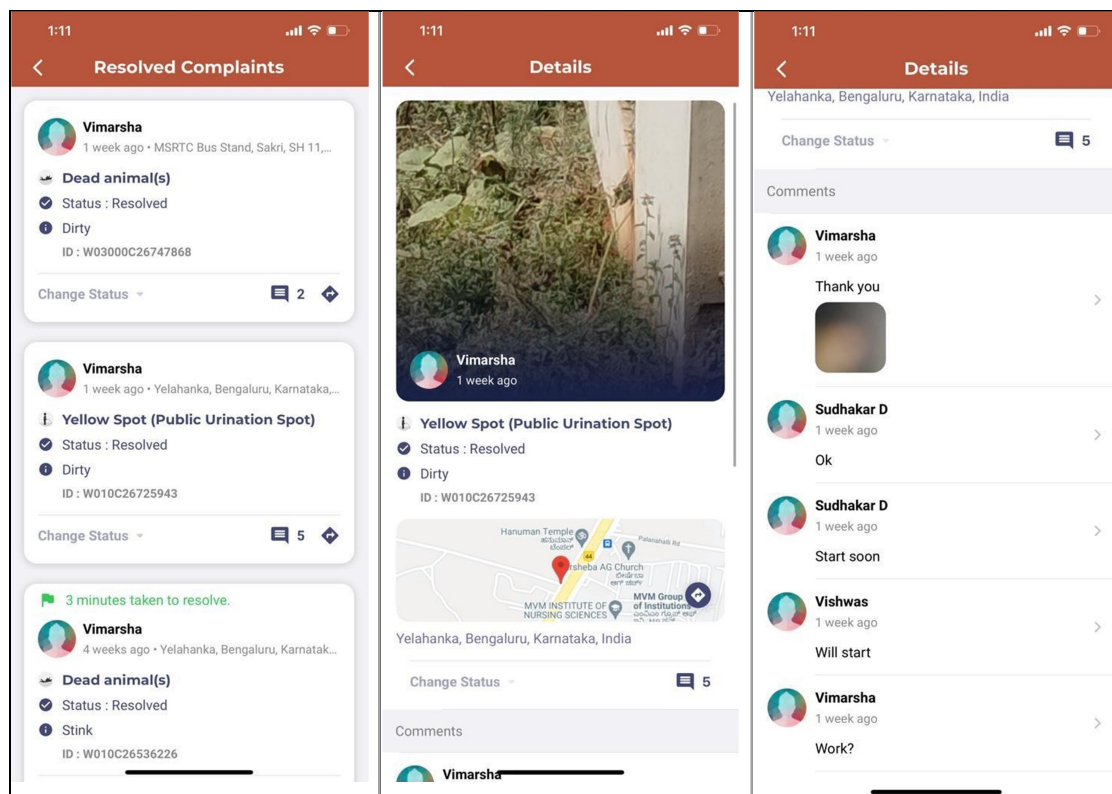 1:11
Resolved Complaints
Vimarsha
1 week ago • MSRTC Bus Stand, Sakri, SH 11,...
Dead animal(s)
Status : Resolved
Dirty
ID : W03000C26747868
Change Status
2
Vimarsha
1 week ago • Yelahanka, Bengaluru, Karnataka,...
Yellow Spot (Public Urination Spot)
Status : Resolved
Dirty
ID : W010C26725943
Change Status
5
3 minutes taken to resolve.
Vimarsha
4 weeks ago • Yelahanka, Bengaluru, Karnatak...
Dead animal(s)
Status : Resolved
Stink
ID : W010C26536226
1:11
Details
Vimarsha
1 week ago
Yellow Spot (Public Urination Spot)
Status : Resolved
Dirty
ID : W010C26725943
Hanuman Temple
ಹನುಮಾನ್
ಟೆಂಪಲ್
Palanahalli Rd
44
rsheba AG Church
MVM INSTITUTE OF
NURSING SCIENCES
MVM Group
of Institutions
Yelahanka, Bengaluru, Karnataka, India
Change Status
5
Comments
Vimarsha
1:11
Details
Yelahanka, Bengaluru, Karnataka, India
Change Status
5
Comments
Vimarsha
1 week ago
Thank you
Sudhakar D
1 week ago
Ok
Sudhakar D
1 week ago
Start soon
Vishwas
1 week ago
Will start
Vimarsha
1 week ago
Work?